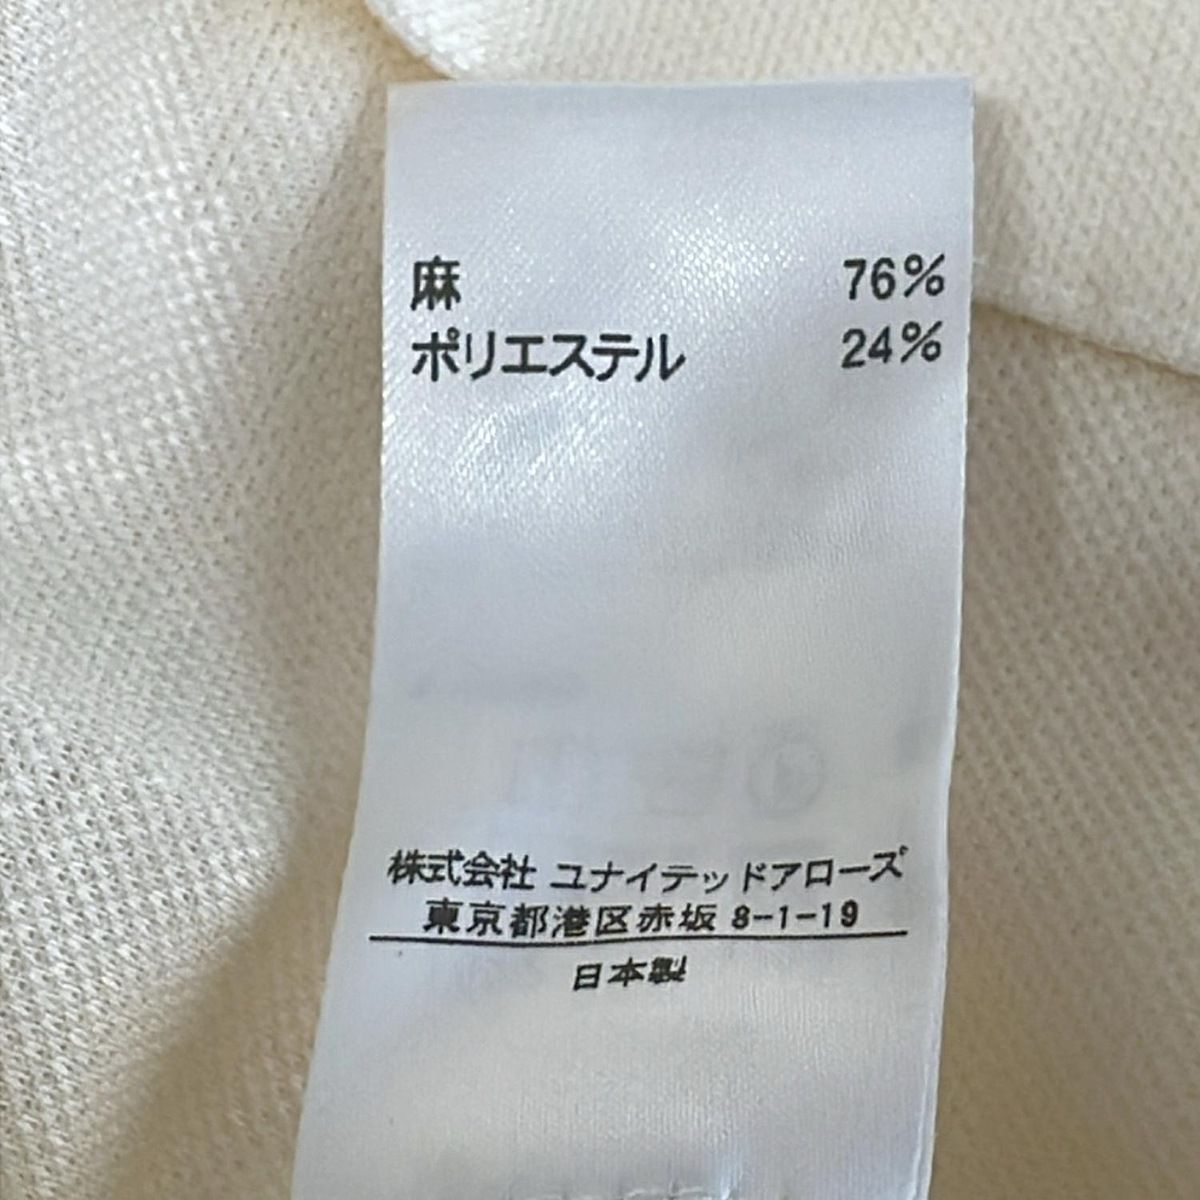 麻 76%
ポリエステル 24%
株式会社 ユナイテッドアローズ
東京都港区赤坂 8-1-19
日本製